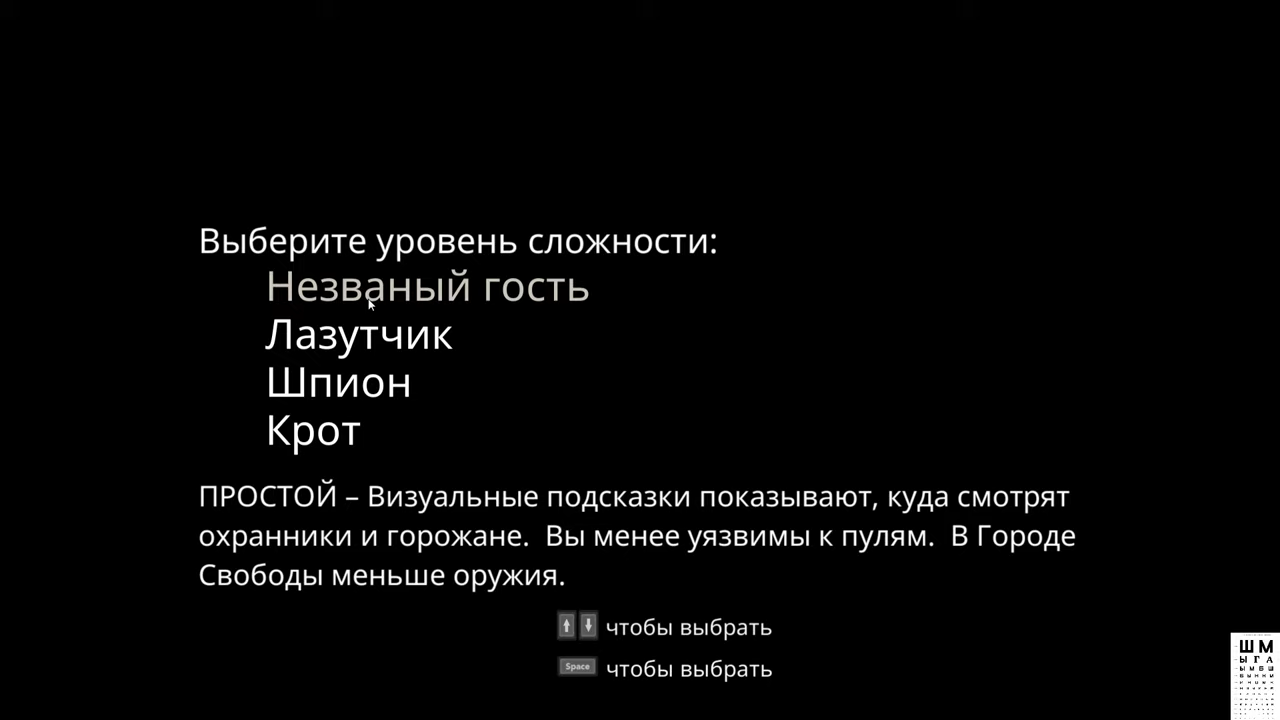 Выберите уровень сложности:
Незваный гость
Лазутчик
Шпион
Крот
ПРОСТОЙ – Визуальные подсказки показывают, куда смотрят
охранники и горожане. Вы менее уязвимы к пулям. В Городе
Свободы меньше оружия.
чтобы выбрать
Space чтобы выбрать
Ш М
Ы Г А